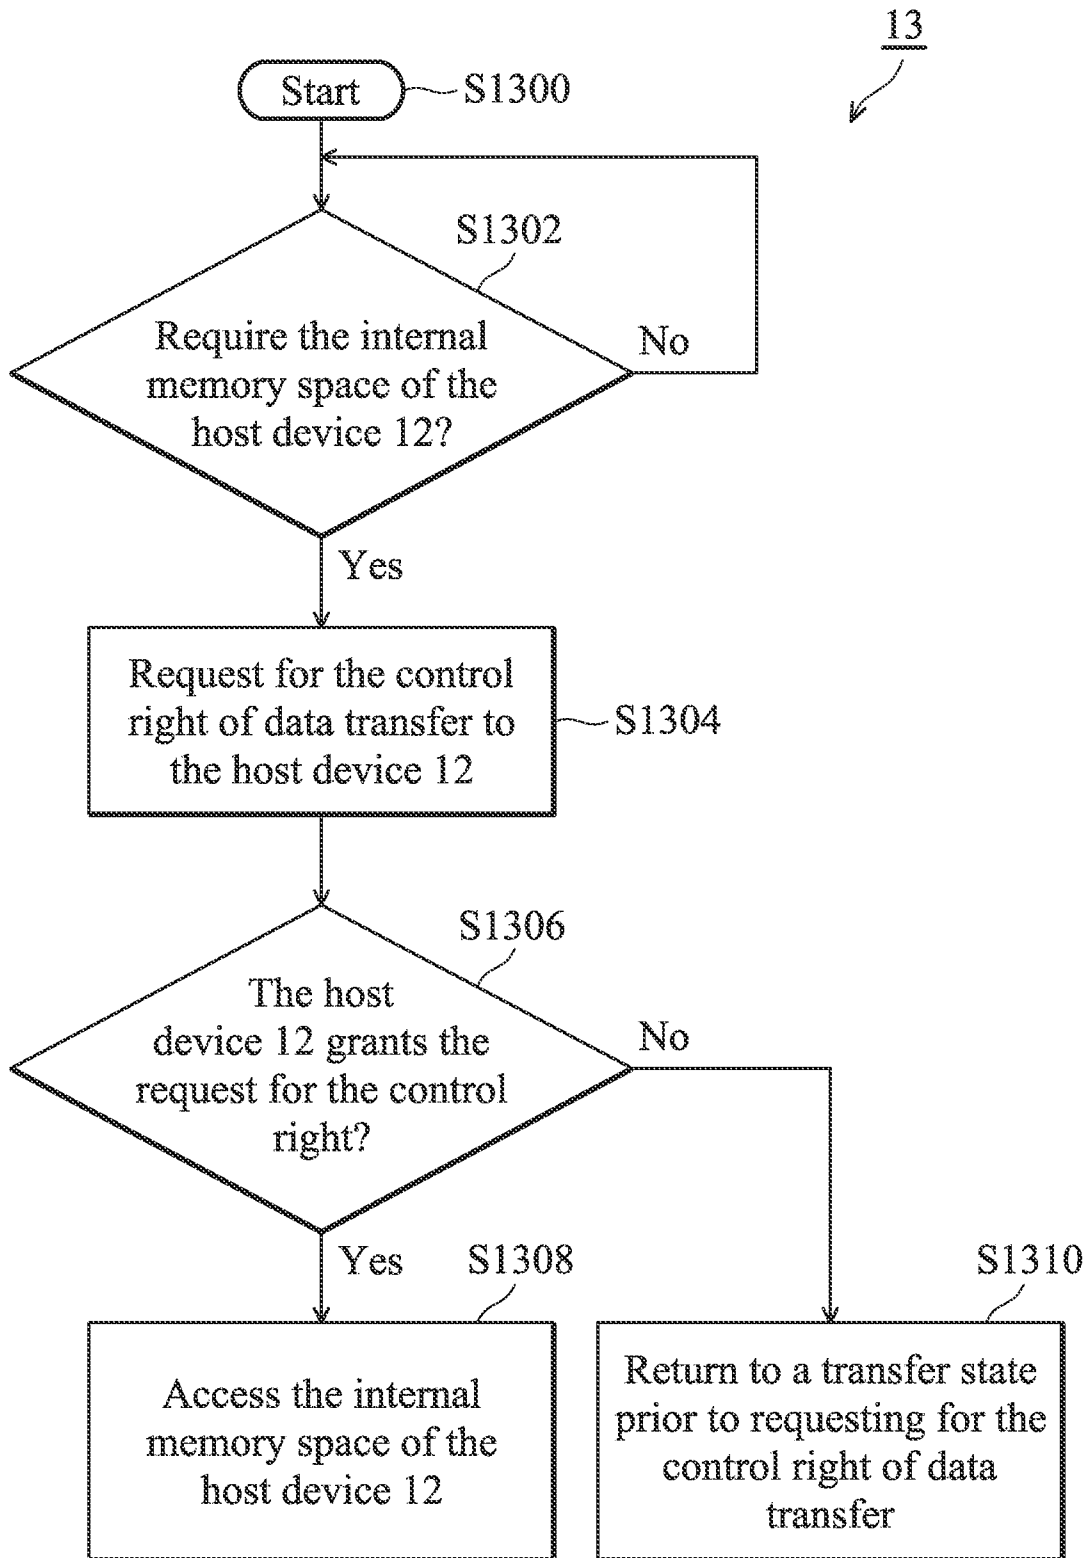 13
Start
S1300
S1302
Require the internal
memory space of the
host device 12?
No
Yes
Request for the control
right of data transfer to
the host device 12
S1304
S1306
The host
device 12 grants the
request for the control
right?
No
Yes
S1308
S1310
Access the internal
memory space of the
host device 12
Return to a transfer state
prior to requesting for the
control right of data
transfer